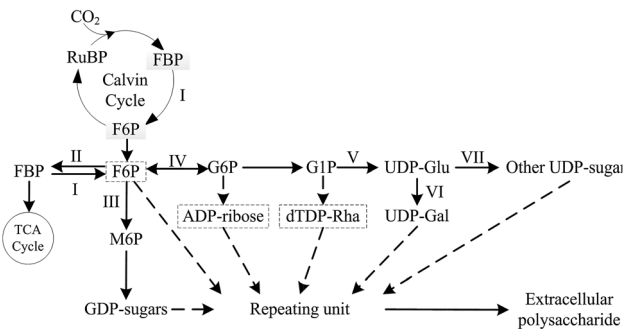 CO2
RuBP
FBP
Calvin
Cycle
I
F6P
FBP
II
I
F6P
IV
G6P
G1P
V
UDP-Glu
VII
Other UDP-sugar
III
VI
TCA
Cycle
ADP-ribose
dTDP-Rha
UDP-Gal
M6P
GDP-sugars
Repeating unit
Extracellular
polysaccharide